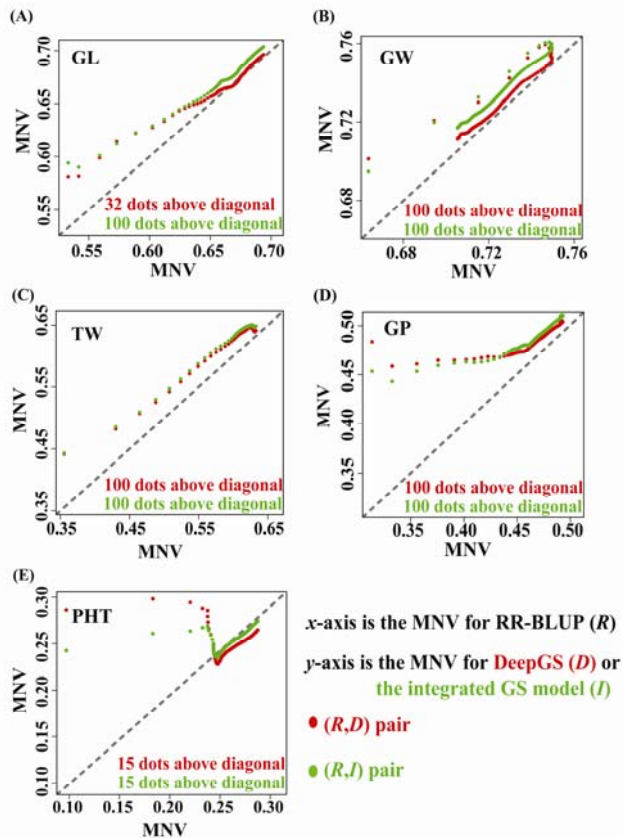 (A)
GL
MNV
0.55 0.60 0.65 0.70
32 dots above diagonal
100 dots above diagonal
0.55 0.60 0.65 0.70
MNV
(B)
GW
MNV
0.68 0.72 0.76
100 dots above diagonal
100 dots above diagonal
0.68 0.72 0.76
MNV
(C)
TW
MNV
0.35 0.45 0.55 0.65
100 dots above diagonal
100 dots above diagonal
0.35 0.45 0.55 0.65
MNV
(D)
GP
MNV
0.35 0.40 0.45 0.50
100 dots above diagonal
100 dots above diagonal
0.35 0.40 0.45 0.50
MNV
(E)
PHT
MNV
0.10 0.15 0.20 0.25 0.30
15 dots above diagonal
15 dots above diagonal
0.10 0.15 0.20 0.25 0.30
MNV
x-axis is the MNV for RR-BLUP (R)
y-axis is the MNV for DeepGS (D) or
the integrated GS model (I)
(R,D) pair
(R,I) pair